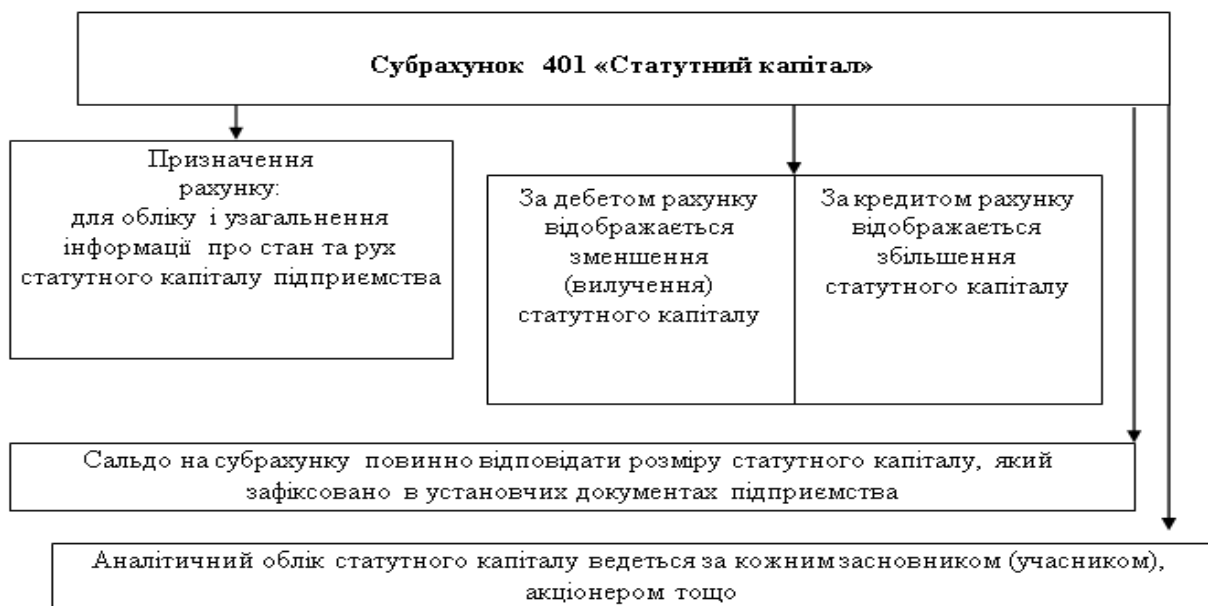 Субрахунок 401 «Статутний капітал»
Призначення
рахунку:
для обліку і узагальнення
інформації про стан та рух
статутного капіталу підприємства
За дебетом рахунку
відображається
зменшення
(вилучення)
статутного капіталу
За кредитом рахунку
відображається
збільшення
статутного капіталу
Сальдо на субрахунку повинно відповідати розміру статутного капіталу, який
зафіксовано в установчих документах підприємства
Аналітичний облік статутного капіталу ведеться за кожним засновником (учасником),
акціонером тощо